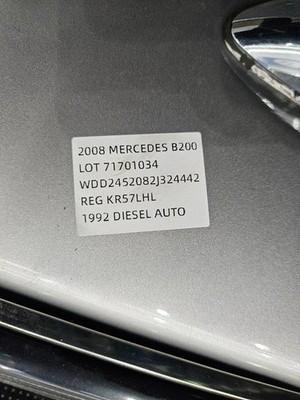 2008 MERCEDES B200
LOT 71701034
WDD2452082J324442
REG KR57LHL
1992 DIESEL AUTO